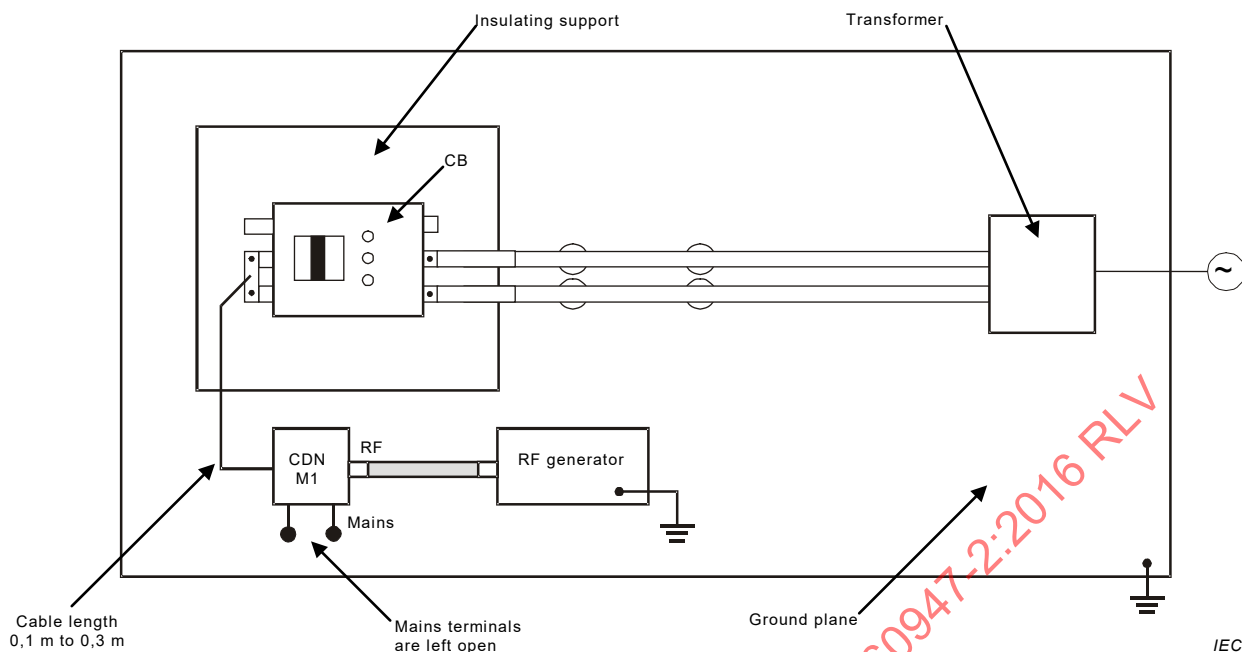 Insulating support
Transformer
CB
~
CDN
M1
RF
RF generator
Mains
Cable length
0,1 m to 0,3 m
Mains terminals
are left open
Ground plane
60947-2:2016 RLV
IEC